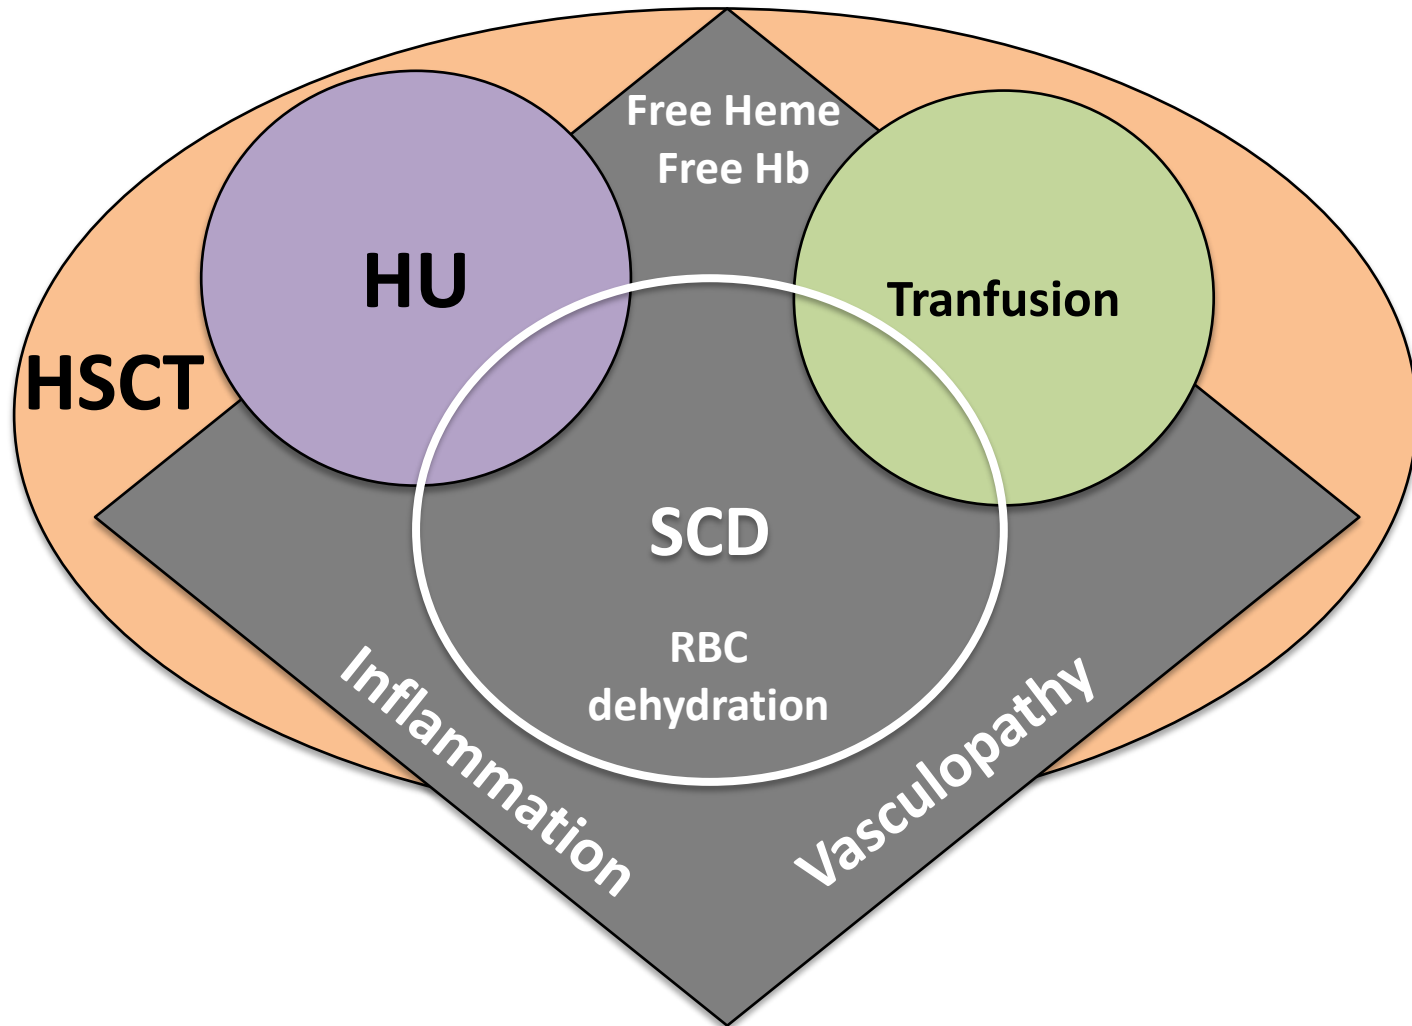 Free Heme
Free Hb
HU
Tranfusion
HSCT
SCD
RBC
dehydration
Inflammation
Vasculopathy